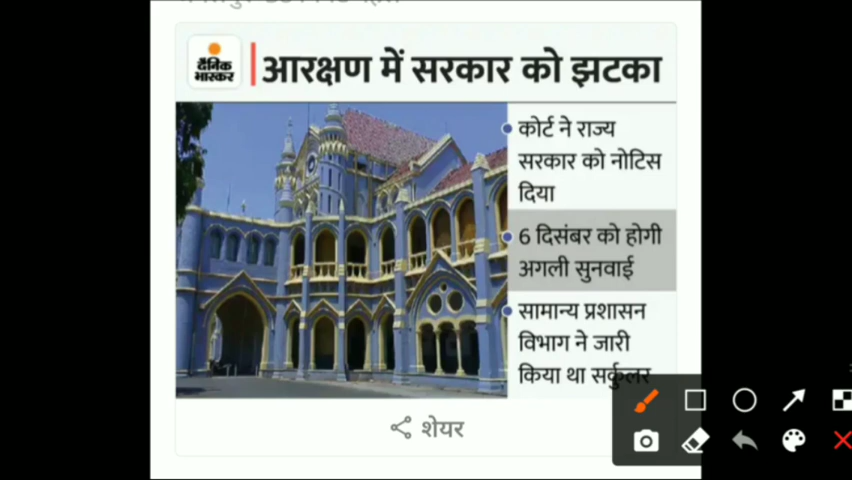 दैनिक
भास्कर
आरक्षण में सरकार को झटका
कोर्ट ने राज्य
सरकार को नोटिस
दिया
6 दिसंबर को होगी
अगली सुनवाई
सामान्य प्रशासन
विभाग ने जारी
किया था सर्कुलर
शेयर